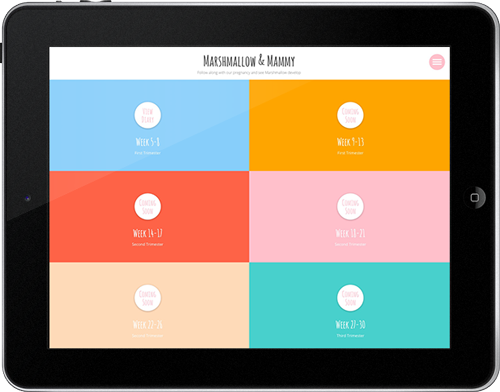 Marshmallow & Mammy
Follow along with our pregnancy and see Marshmallow develop
View
Diary
Week 5-8
First Trimester
Coming
Soon
Week 9-13
First Trimester
Coming
Soon
Week 14-17
Second Trimester
Coming
Soon
Week 18-21
Second Trimester
Coming
Soon
Week 22-26
Second Trimester
Coming
Soon
Week 27-30
Third Trimester